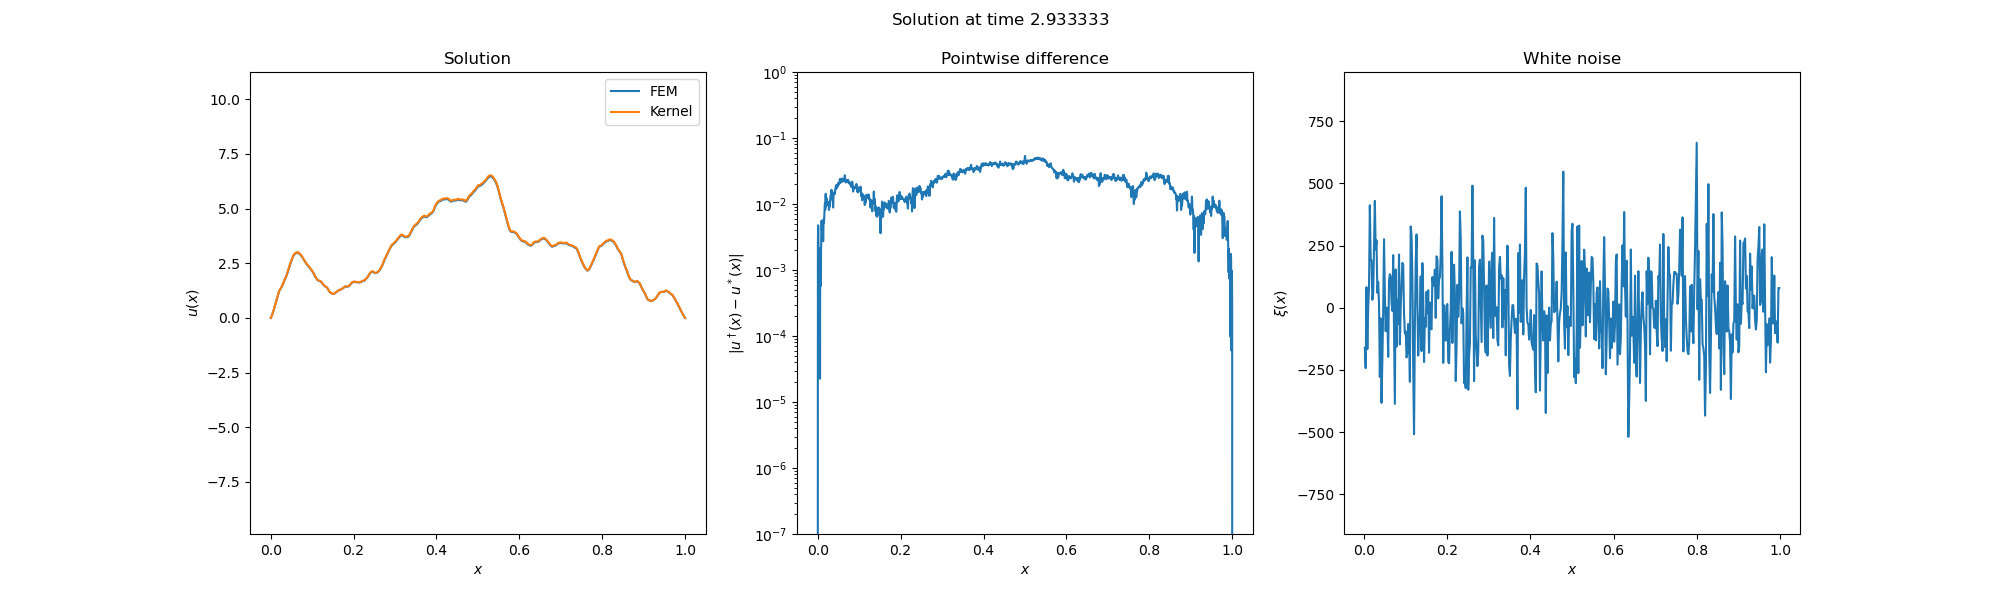 Solution at time 2.933333
Solution
10.0
7.5
5.0
2.5
0.0
−2.5
−5.0
−7.5
u(x)
0.0 0.2 0.4 0.6 0.8 1.0
x
FEM
Kernel
Pointwise difference
10⁰
10⁻¹
10⁻²
10⁻³
10⁻⁴
10⁻⁵
10⁻⁶
10⁻⁷
|u†(x) − u*(x)|
0.0 0.2 0.4 0.6 0.8 1.0
x
White noise
750
500
250
0
−250
−500
−750
ξ(x)
0.0 0.2 0.4 0.6 0.8 1.0
x